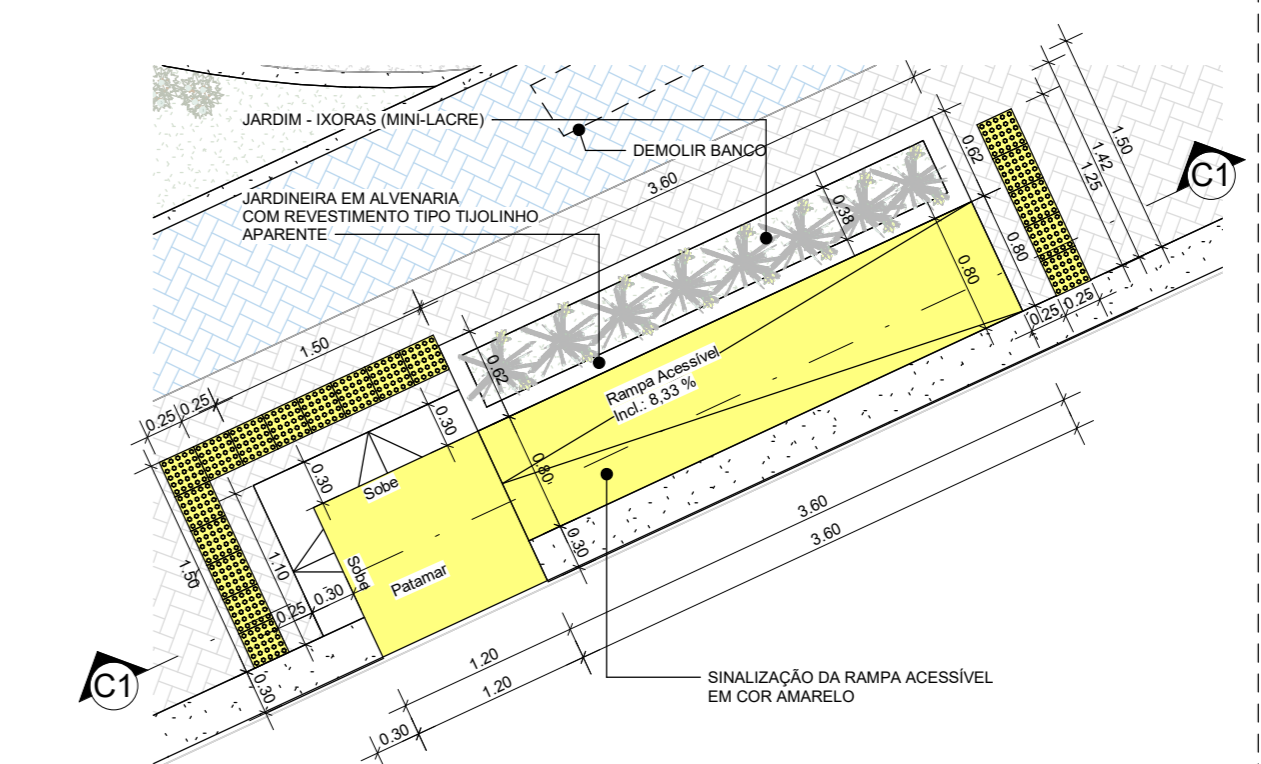 JARDIM - IXORAS (MINI-LACRE)
DEMOLIR BANCO
JARDINEIRA EM ALVENARIA
COM REVESTIMENTO TIPO TIJOLINHO
APARENTE
3.60
0.62
1.50
1.42
1.25
C1
0.38
0.80
0.80
0.25
0.25
1.50
0.25
0.25
0.62
Rampa Acessível
Incl.: 8,33 %
0.30
0.30
Sobe
0.80
0.30
1.50
1.10
Sobe
Patamar
0.25
0.30
3.60
3.60
0.30
1.20
1.20
0.30
C1
SINALIZAÇÃO DA RAMPA ACESSÍVEL
EM COR AMARELO